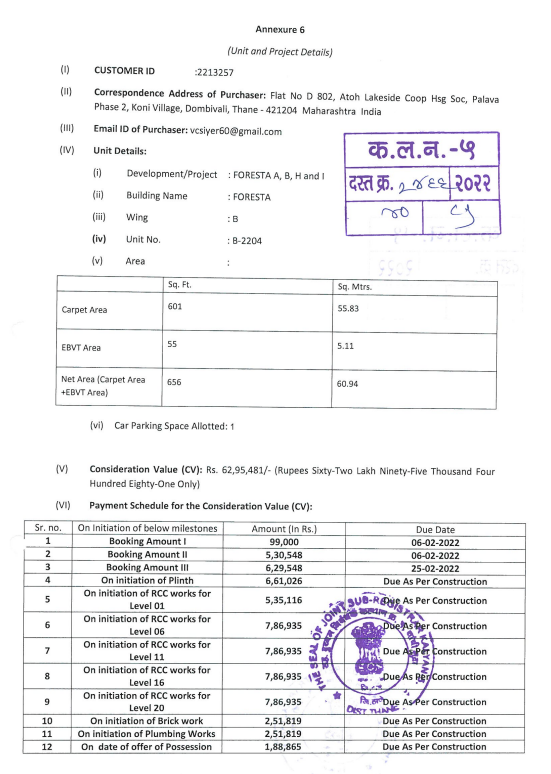 Annexure 6
(Unit and Project Details)
(I) CUSTOMER ID :2213257
(II) Correspondence Address of Purchaser: Flat No D 802, Atoh Lakeside Coop Hsg Soc, Palava
Phase 2, Koni Village, Dombivali, Thane - 421204 Maharashtra India
(III) Email ID of Purchaser: vcsiyer60@gmail.com
(IV) Unit Details:
क.ल.न.-५
दस्त क्र. २०२२
(i) Development/Project : FORESTA A, B, H and I
(ii) Building Name : FORESTA
(iii) Wing : B
(iv) Unit No. : B-2204
(v) Area :
Sq. Ft. Sq. Mtrs.
Carpet Area 601 55.83
EBVT Area 55 5.11
Net Area (Carpet Area 656 60.94
+EBVT Area)
(vi) Car Parking Space Allotted: 1
(V) Consideration Value (CV): Rs. 62,95,481/- (Rupees Sixty-Two Lakh Ninety-Five Thousand Four
Hundred Eighty-One Only)
(VI) Payment Schedule for the Consideration Value (CV):
Sr. no. On Initiation of below milestones Amount (In Rs.) Due Date
1 Booking Amount I 99,000 06-02-2022
2 Booking Amount II 5,30,548 06-02-2022
3 Booking Amount III 6,29,548 25-02-2022
4 On initiation of Plinth 6,61,026 Due As Per Construction
5 On initiation of RCC works for
Level 01 5,35,116 Due As Per Construction
6 On initiation of RCC works for
Level 06 7,86,935 Due As Per Construction
7 On initiation of RCC works for
Level 11 7,86,935 Due As Per Construction
8 On initiation of RCC works for
Level 16 7,86,935 Due As Per Construction
9 On initiation of RCC works for
Level 20 7,86,935 Due As Per Construction
10 On initiation of Brick work 2,51,819 Due As Per Construction
11 On initiation of Plumbing Works 2,51,819 Due As Per Construction
12 On date of offer of Possession 1,88,865 Due As Per Construction
THE SEAL OF JOINT SUB-REGISTRAR KALYAN
DIST THANE